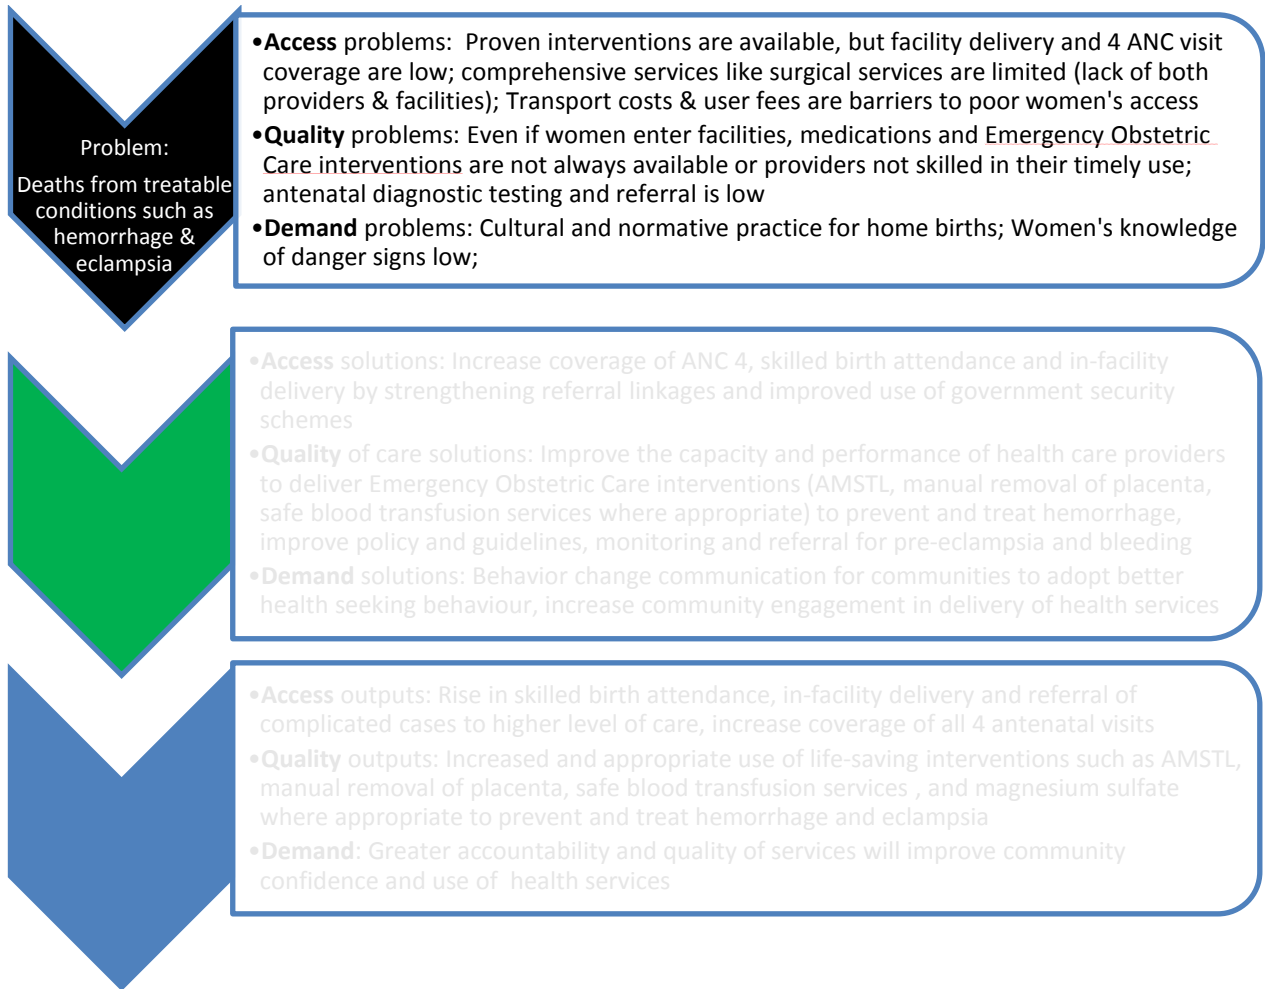 Problem:
Deaths from treatable
conditions such as
hemorrhage &
eclampsia
•Access problems:  Proven interventions are available, but facility delivery and 4 ANC visit
coverage are low; comprehensive services like surgical services are limited (lack of both
providers & facilities); Transport costs & user fees are barriers to poor women's access
•Quality problems: Even if women enter facilities, medications and Emergency Obstetric
Care interventions are not always available or providers not skilled in their timely use;
antenatal diagnostic testing and referral is low
•Demand problems: Cultural and normative practice for home births; Women's knowledge
of danger signs low;
•Access solutions: Increase coverage of ANC 4, skilled birth attendance and in-facility
delivery by strengthening referral linkages and improved use of government security
schemes
•Quality of care solutions: Improve the capacity and performance of health care providers
to deliver Emergency Obstetric Care interventions (AMSTL, manual removal of placenta,
safe blood transfusion services where appropriate) to prevent and treat hemorrhage,
improve policy and guidelines, monitoring and referral for pre-eclampsia and bleeding
•Demand solutions: Behavior change communication for communities to adopt better
health seeking behaviour, increase community engagement in delivery of health services
•Access outputs: Rise in skilled birth attendance, in-facility delivery and referral of
complicated cases to higher level of care, increase coverage of all 4 antenatal visits
•Quality outputs: Increased and appropriate use of life-saving interventions such as AMSTL,
manual removal of placenta, safe blood transfusion services , and magnesium sulfate
where appropriate to prevent and treat hemorrhage and eclampsia
•Demand: Greater accountability and quality of services will improve community
confidence and use of  health services